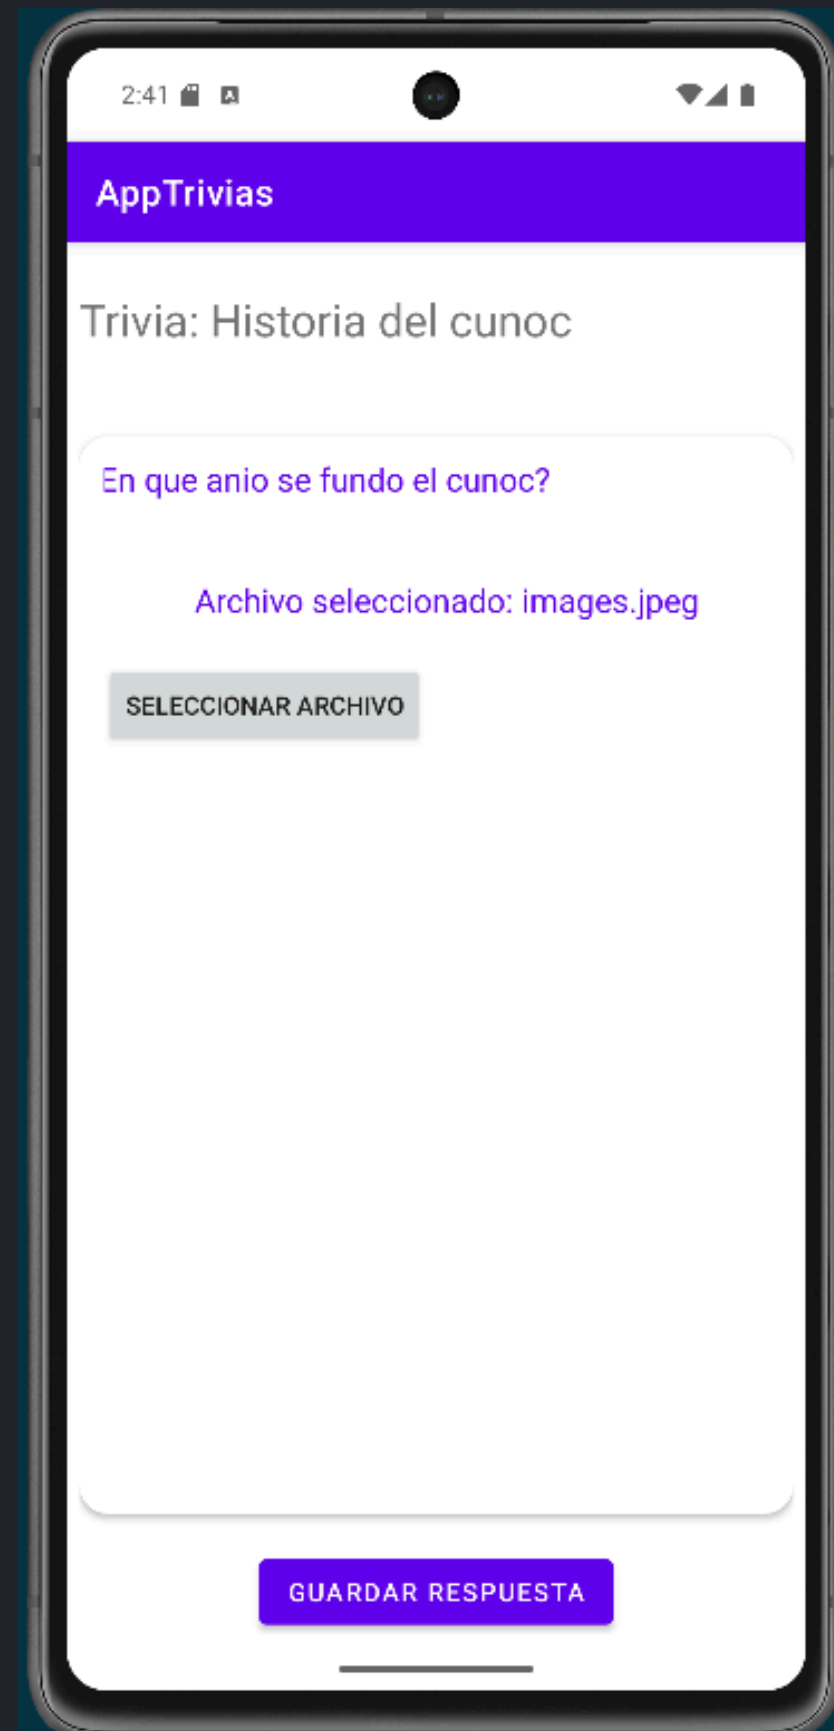 2:41
AppTrivias
Trivia: Historia del cunoc
En que anio se fundo el cunoc?
Archivo seleccionado: images.jpeg
SELECCIONAR ARCHIVO
GUARDAR RESPUESTA